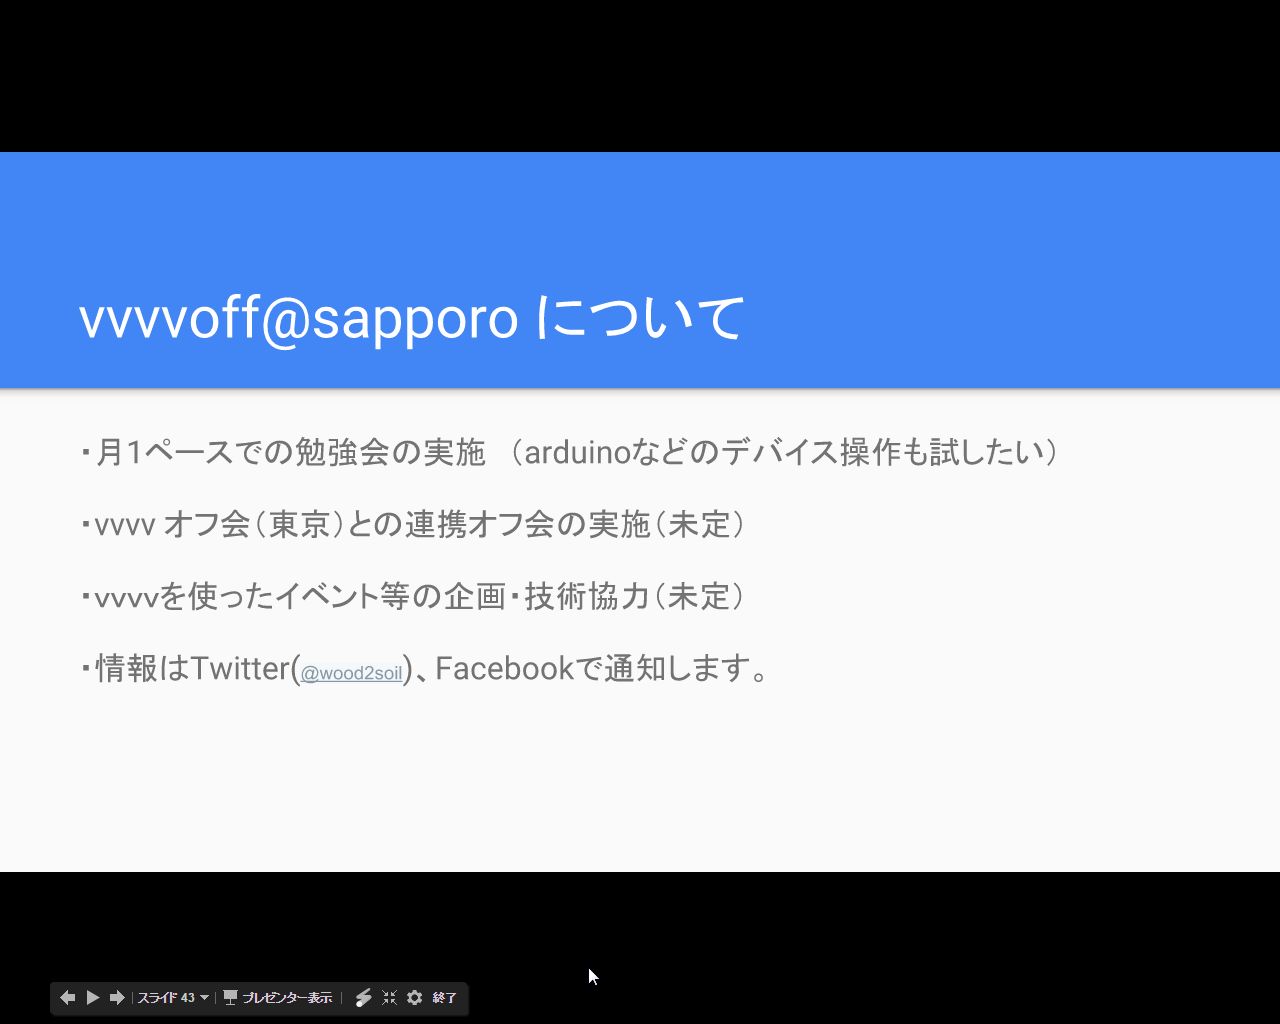 vvvvoff@sapporo について
・月1ペースでの勉強会の実施　（arduinoなどのデバイス操作も試したい）
・vvvv オフ会（東京）との連携オフ会の実施（未定）
・vvvvを使ったイベント等の企画・技術協力（未定）
・情報はTwitter(@wood2soil)、Facebookで通知します。
スライド 43 プレゼンター表示 終了